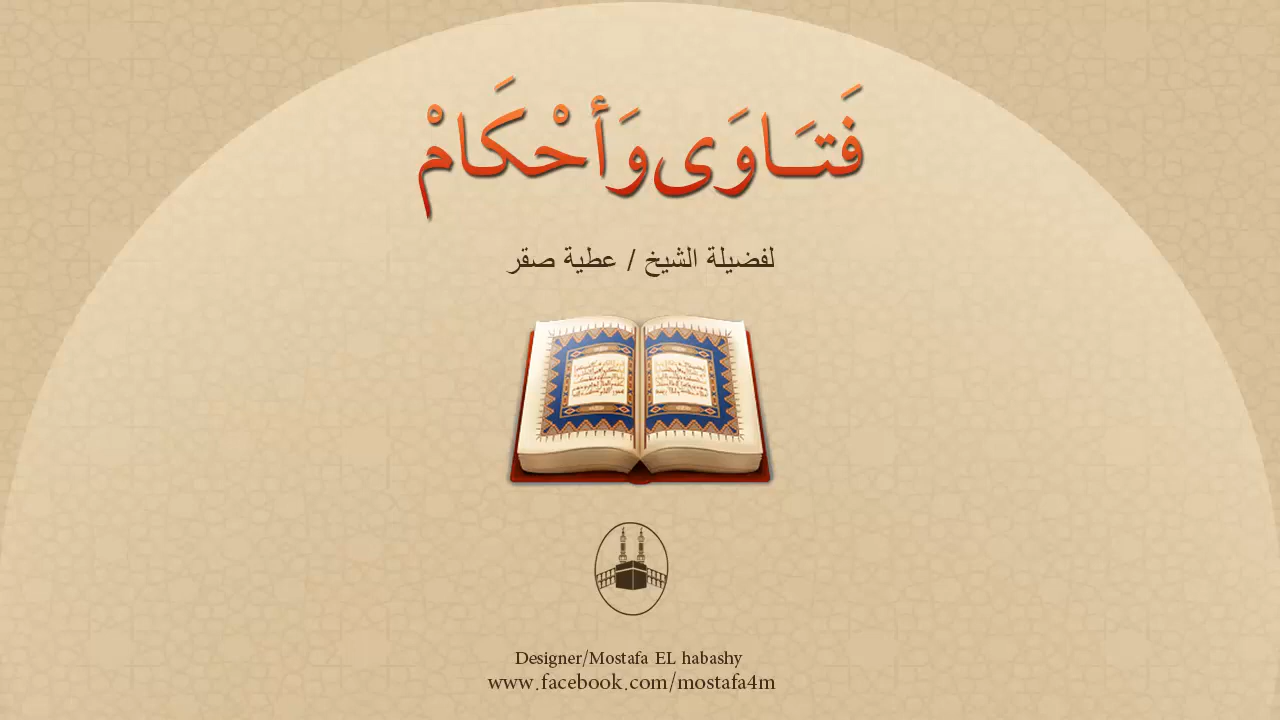 فَتَـاوَى وَأَحْكَامْ
لفضيلة الشيخ / عطية صقر
Designer/Mostafa EL habashy
www.facebook.com/mostafa4m